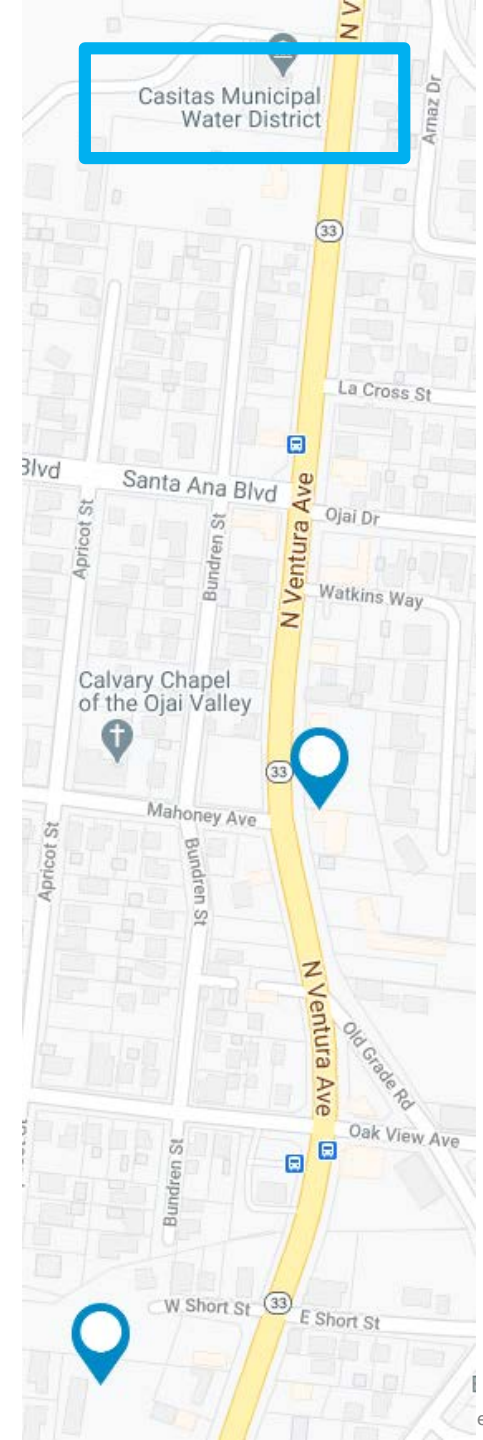 N V
Casitas Municipal
Water District
Arnaz Dr
33
La Cross St
Blvd
Santa Ana Blvd
N Ventura Ave
Ojai Dr
Apricot St
Bundren St
Watkins Way
Calvary Chapel
of the Ojai Valley
33
Mahoney Ave
Apricot St
Bundren St
N Ventura Ave
Old Grade Rd
Oak View Ave
Bundren St
W Short St
33
E Short St